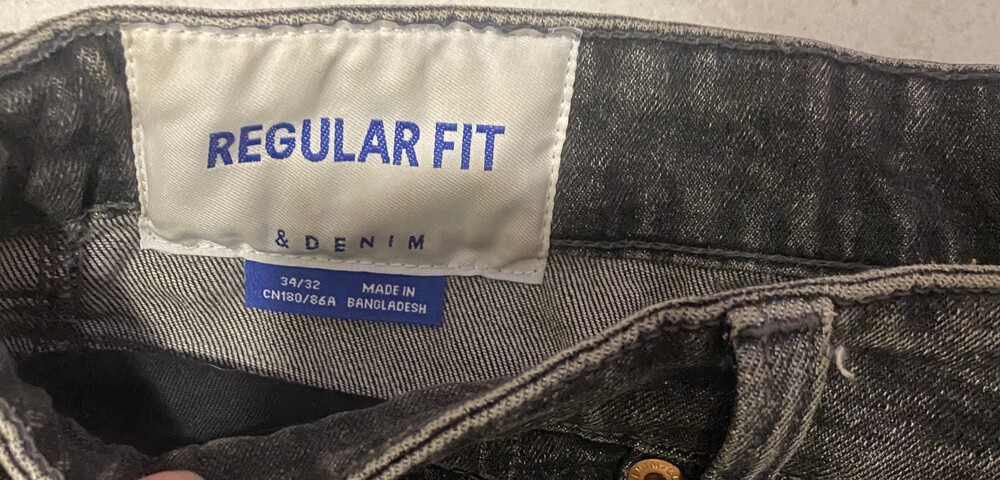 REGULAR FIT
& DENIM
34/32
CN180/86A
MADE IN
BANGLADESH